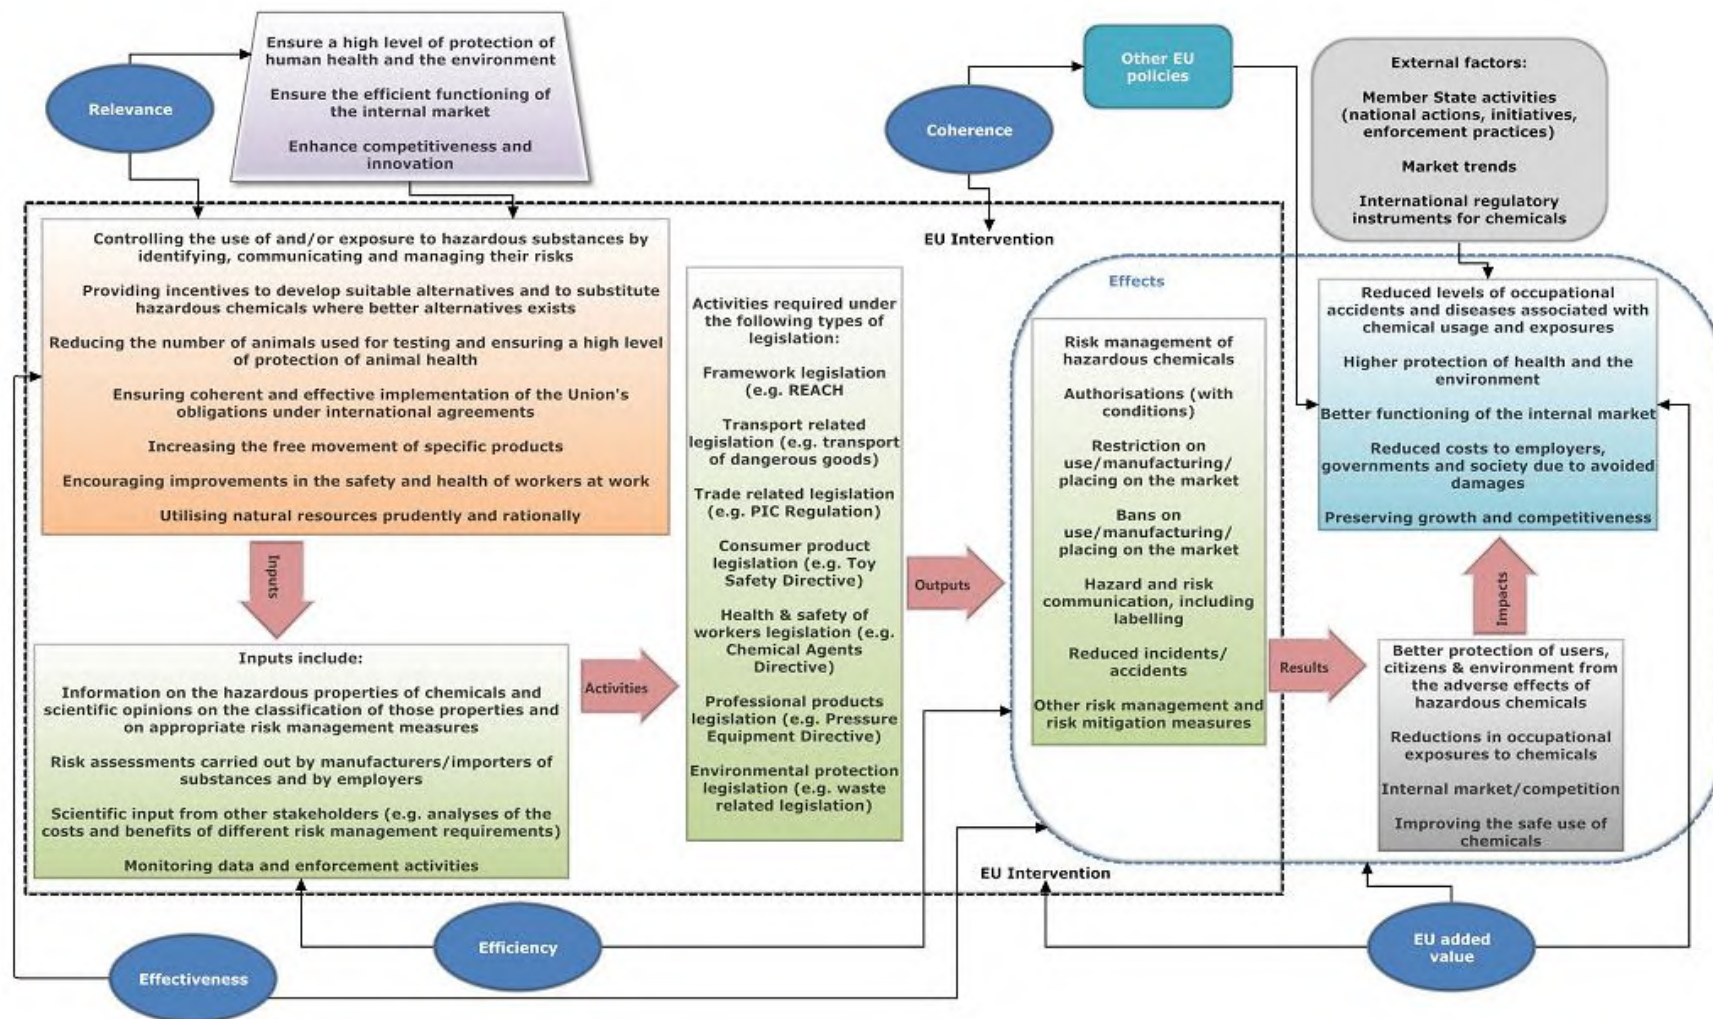 Relevance
Ensure a high level of protection of
human health and the environment
Ensure the efficient functioning of
the internal market
Enhance competitiveness and
innovation
Coherence
Other EU
policies
External factors:
Member State activities
(national actions, initiatives,
enforcement practices)
Market trends
International regulatory
instruments for chemicals
EU Intervention
Controlling the use of and/or exposure to hazardous substances by
identifying, communicating and managing their risks
Providing incentives to develop suitable alternatives and to substitute
hazardous chemicals where better alternatives exists
Reducing the number of animals used for testing and ensuring a high level
of protection of animal health
Ensuring coherent and effective implementation of the Union's
obligations under international agreements
Increasing the free movement of specific products
Encouraging improvements in the safety and health of workers at work
Utilising natural resources prudently and rationally
Inputs
Inputs include:
Information on the hazardous properties of chemicals and
scientific opinions on the classification of those properties and
on appropriate risk management measures
Risk assessments carried out by manufacturers/importers of
substances and by employers
Scientific input from other stakeholders (e.g. analyses of the
costs and benefits of different risk management requirements)
Monitoring data and enforcement activities
Activities
Activities required under
the following types of
legislation:
Framework legislation
(e.g. REACH
Transport related
legislation (e.g. transport
of dangerous goods)
Trade related legislation
(e.g. PIC Regulation)
Consumer product
legislation (e.g. Toy
Safety Directive)
Health & safety of
workers legislation (e.g.
Chemical Agents
Directive)
Professional products
legislation (e.g. Pressure
Equipment Directive)
Environmental protection
legislation (e.g. waste
related legislation)
Outputs
Effects
Risk management of
hazardous chemicals
Authorisations (with
conditions)
Restriction on
use/manufacturing/
placing on the market
Bans on
use/manufacturing/
placing on the market
Hazard and risk
communication, including
labelling
Reduced incidents/
accidents
Other risk management and
risk mitigation measures
Results
Better protection of users,
citizens & environment from
the adverse effects of
hazardous chemicals
Reductions in occupational
exposures to chemicals
Internal market/competition
Improving the safe use of
chemicals
Impacts
Reduced levels of occupational
accidents and diseases associated with
chemical usage and exposures
Higher protection of health and the
environment
Better functioning of the internal market
Reduced costs to employers,
governments and society due to avoided
damages
Preserving growth and competitiveness
EU Intervention
Effectiveness
Efficiency
EU added
value